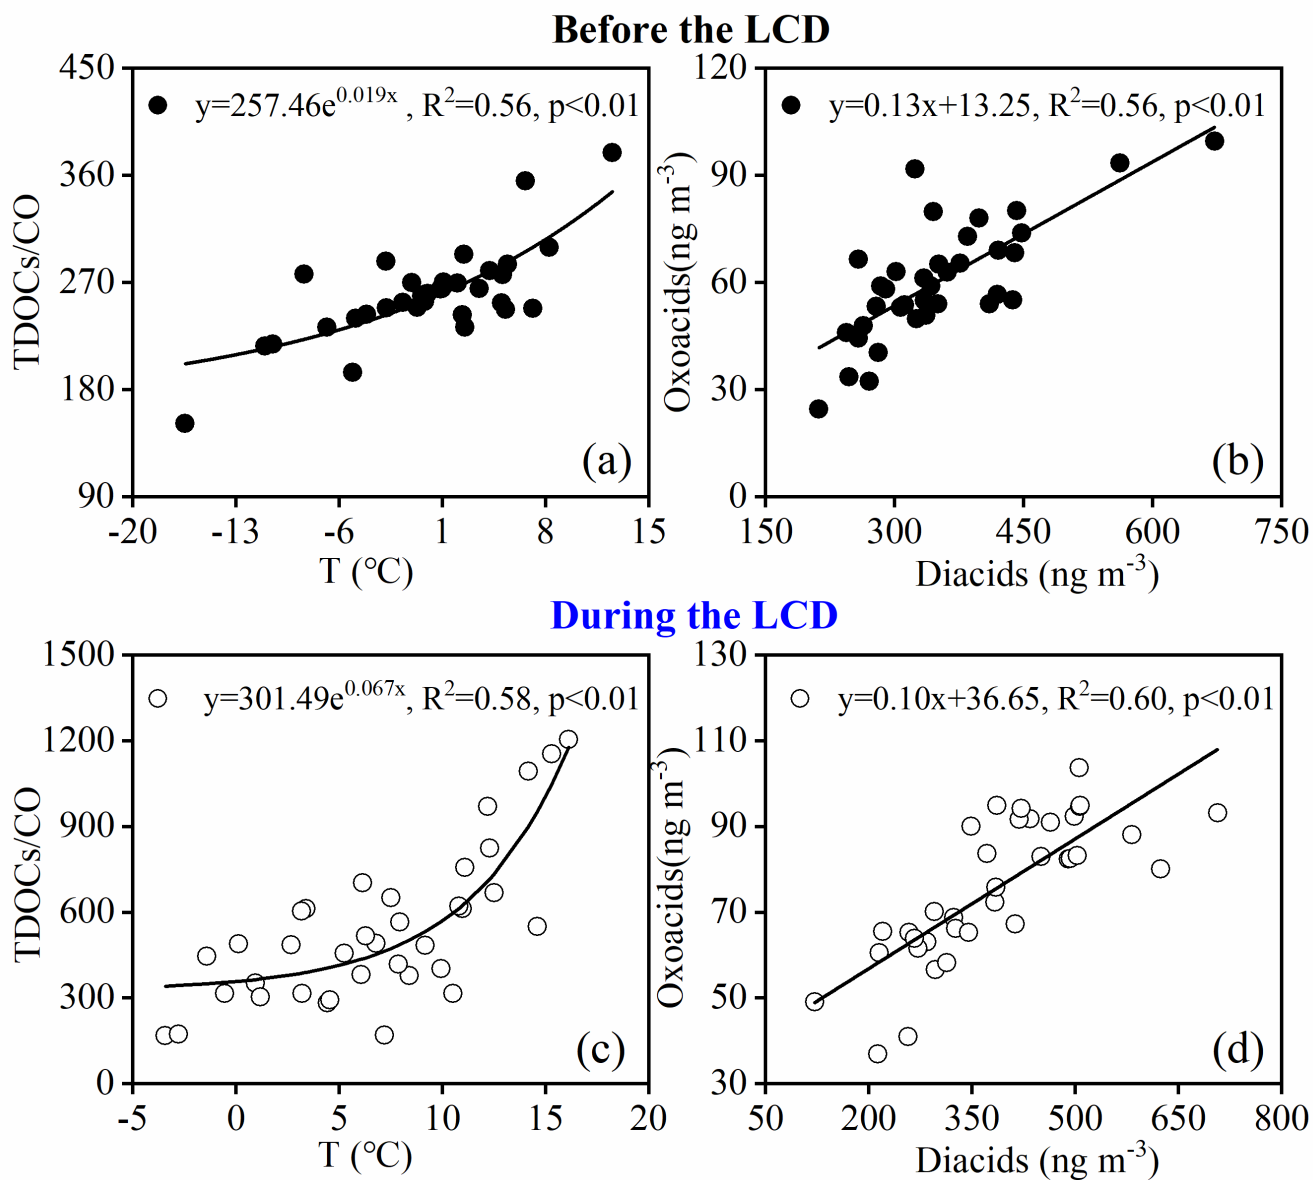 Before the LCD
450
360
270
180
90
TDOCs/CO
y=257.46e^0.019x , R²=0.56, p<0.01
(a)
-20 -13 -6 1 8 15
T (°C)
120
90
60
30
0
Oxoacids(ng m⁻³)
y=0.13x+13.25, R²=0.56, p<0.01
(b)
150 300 450 600 750
Diacids (ng m⁻³)
During the LCD
1500
1200
900
600
300
0
TDOCs/CO
y=301.49e^0.067x , R²=0.58, p<0.01
(c)
-5 0 5 10 15 20
T (°C)
130
110
90
70
50
30
Oxoacids(ng m⁻³)
y=0.10x+36.65, R²=0.60, p<0.01
(d)
50 200 350 500 650 800
Diacids (ng m⁻³)